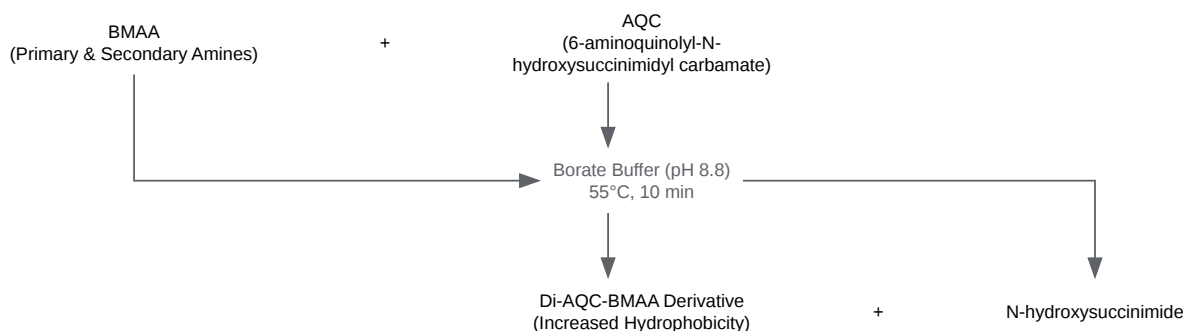 BMAA
(Primary & Secondary Amines)
+
AQC
(6-aminoquinolyl-N-
hydroxysuccinimidyl carbamate)
Borate Buffer (pH 8.8)
55°C, 10 min
Di-AQC-BMAA Derivative
(Increased Hydrophobicity)
+
N-hydroxysuccinimide